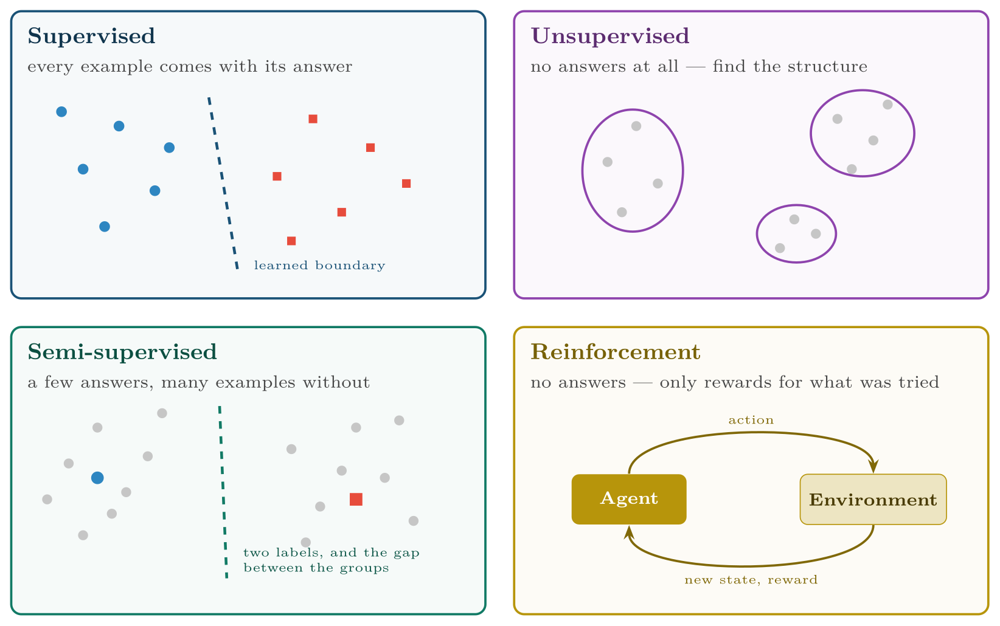 Supervised
every example comes with its answer
learned boundary
Unsupervised
no answers at all — find the structure
Semi-supervised
a few answers, many examples without
two labels, and the gap
between the groups
Reinforcement
no answers — only rewards for what was tried
action
Agent
Environment
new state, reward